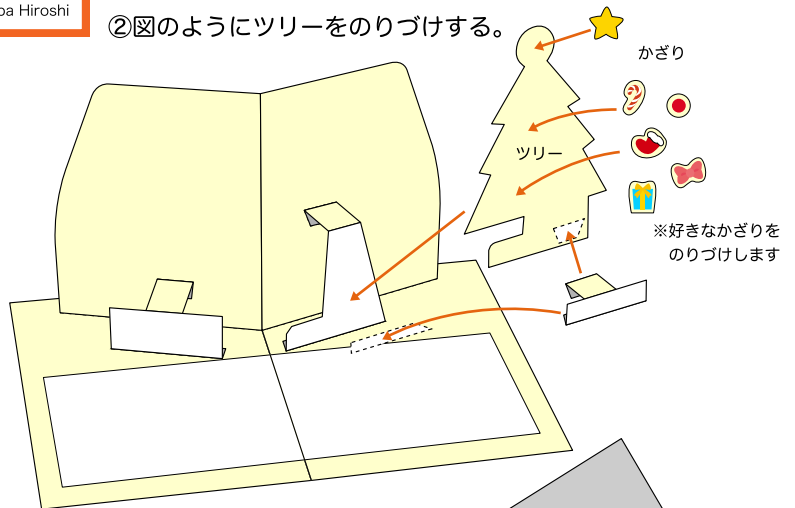 pa Hiroshi
②図のようにツリーをのりづけする。
かざり
ツリー
※好きなかざりを
のりづけします